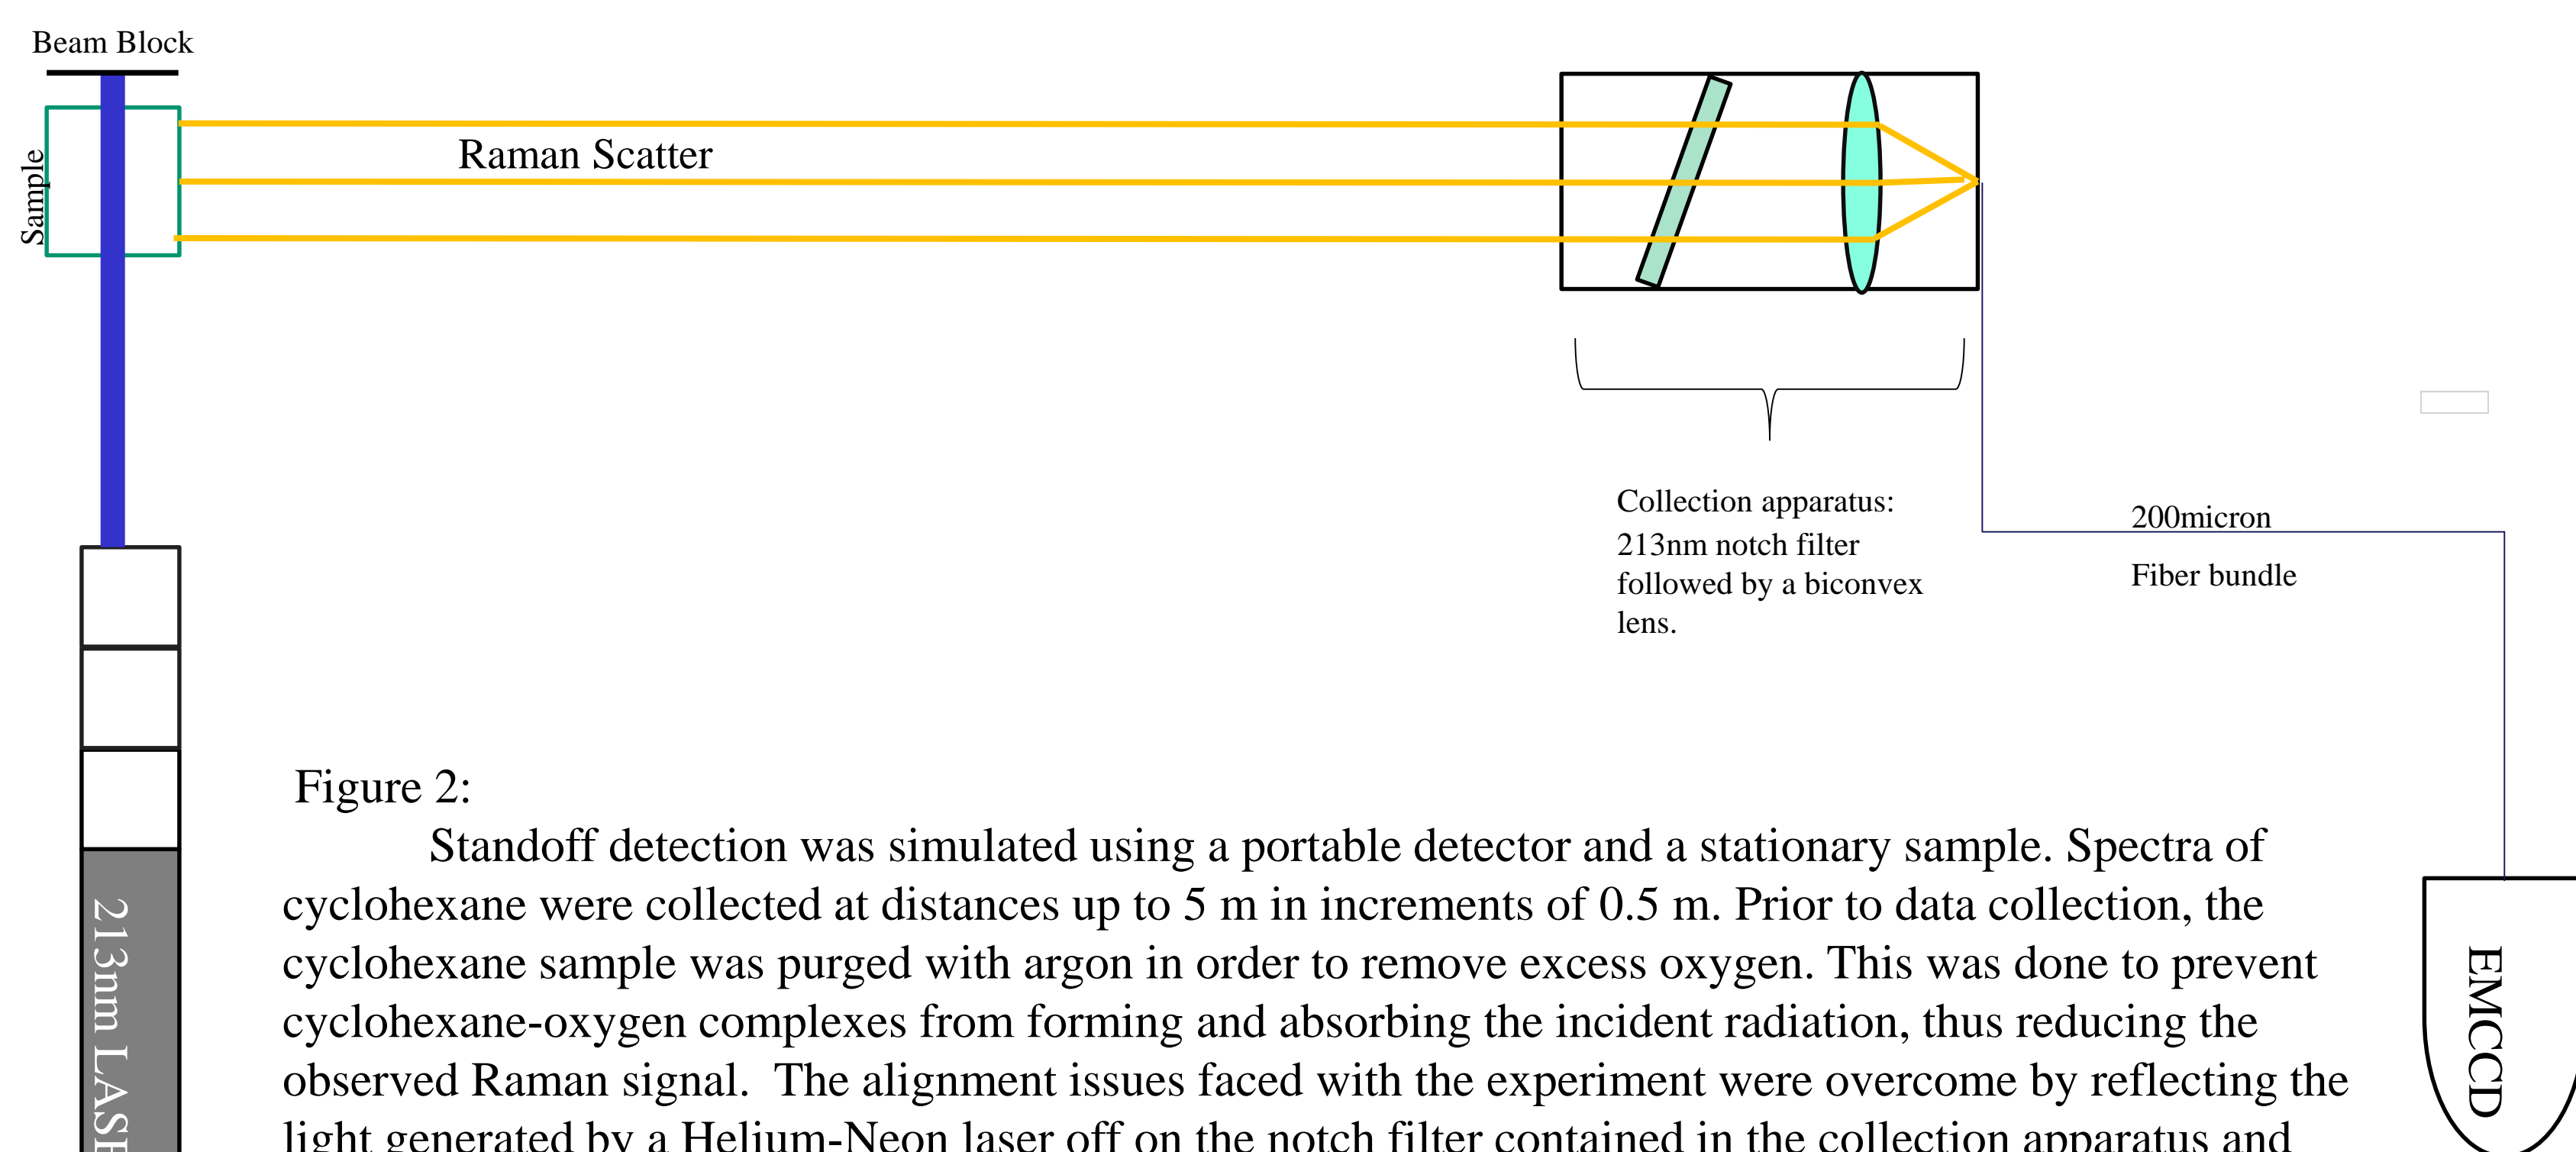 Beam Block
Sample
Raman Scatter
Collection apparatus:
213nm notch filter
followed by a biconvex
lens.
200micron
Fiber bundle
Figure 2:
Standoff detection was simulated using a portable detector and a stationary sample. Spectra of
cyclohexane were collected at distances up to 5 m in increments of 0.5 m. Prior to data collection, the
cyclohexane sample was purged with argon in order to remove excess oxygen. This was done to prevent
cyclohexane-oxygen complexes from forming and absorbing the incident radiation, thus reducing the
observed Raman signal.  The alignment issues faced with the experiment were overcome by reflecting the
light generated by a Helium-Neon laser off on the notch filter contained in the collection apparatus and
213nm LASE
EMCCD